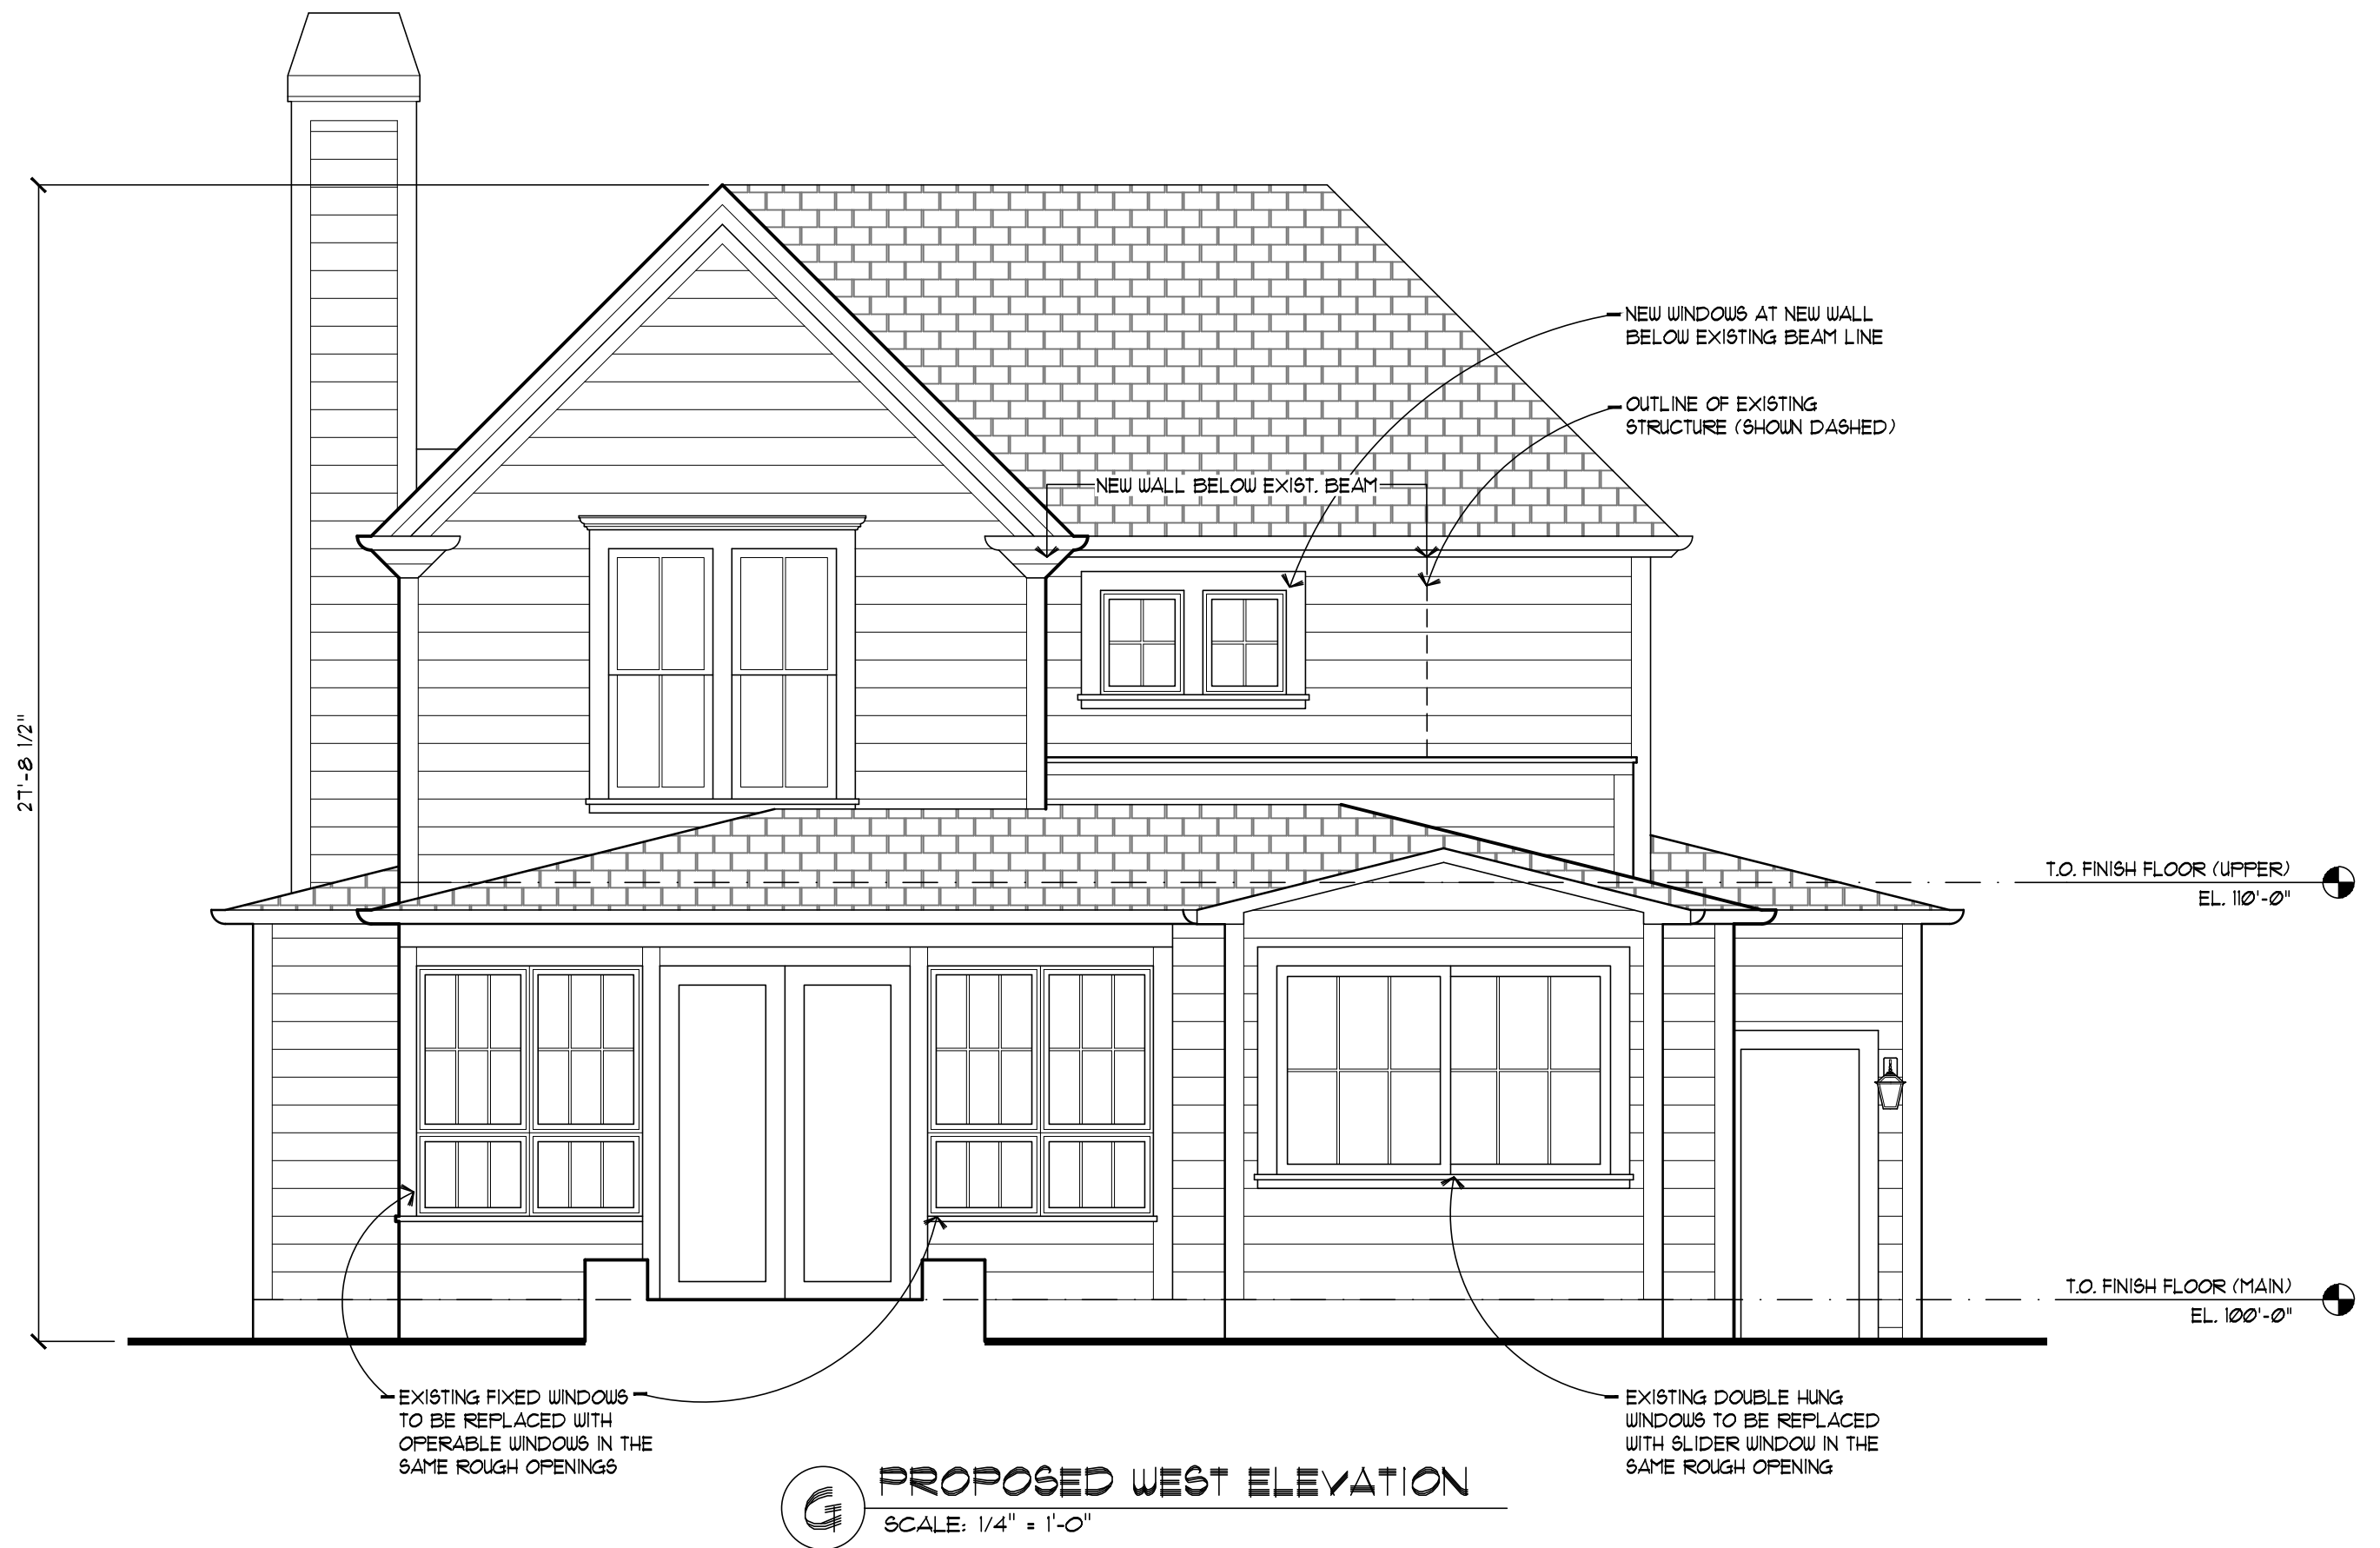 NEW WINDOWS AT NEW WALL
BELOW EXISTING BEAM LINE
OUTLINE OF EXISTING
STRUCTURE (SHOWN DASHED)
NEW WALL BELOW EXIST. BEAM
27'-8 1/2"
T.O. FINISH FLOOR (UPPER)
EL. 110'-0"
T.O. FINISH FLOOR (MAIN)
EL. 100'-0"
EXISTING FIXED WINDOWS
TO BE REPLACED WITH
OPERABLE WINDOWS IN THE
SAME ROUGH OPENINGS
EXISTING DOUBLE HUNG
WINDOWS TO BE REPLACED
WITH SLIDER WINDOW IN THE
SAME ROUGH OPENING
G
PROPOSED WEST ELEVATION
SCALE: 1/4" = 1'-0"